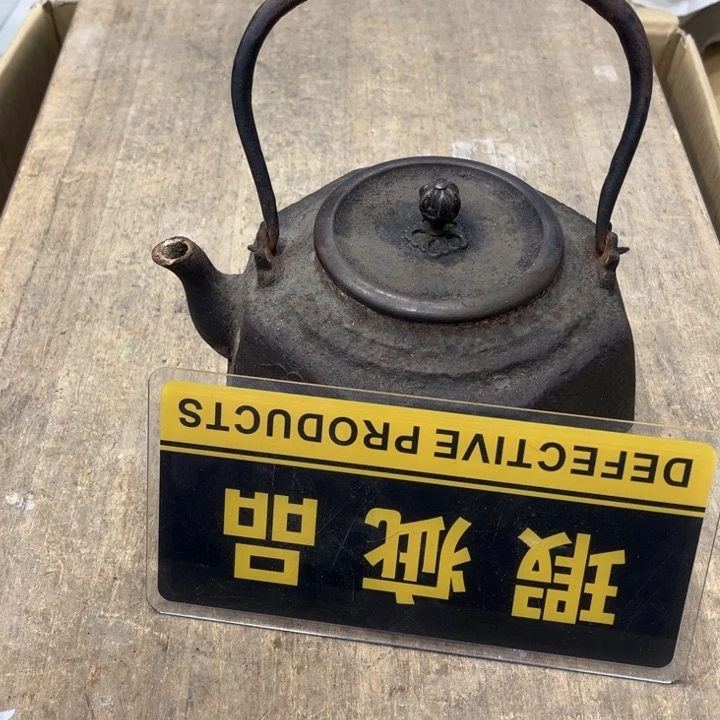 瑕疵品
DEFECTIVE PRODUCTS